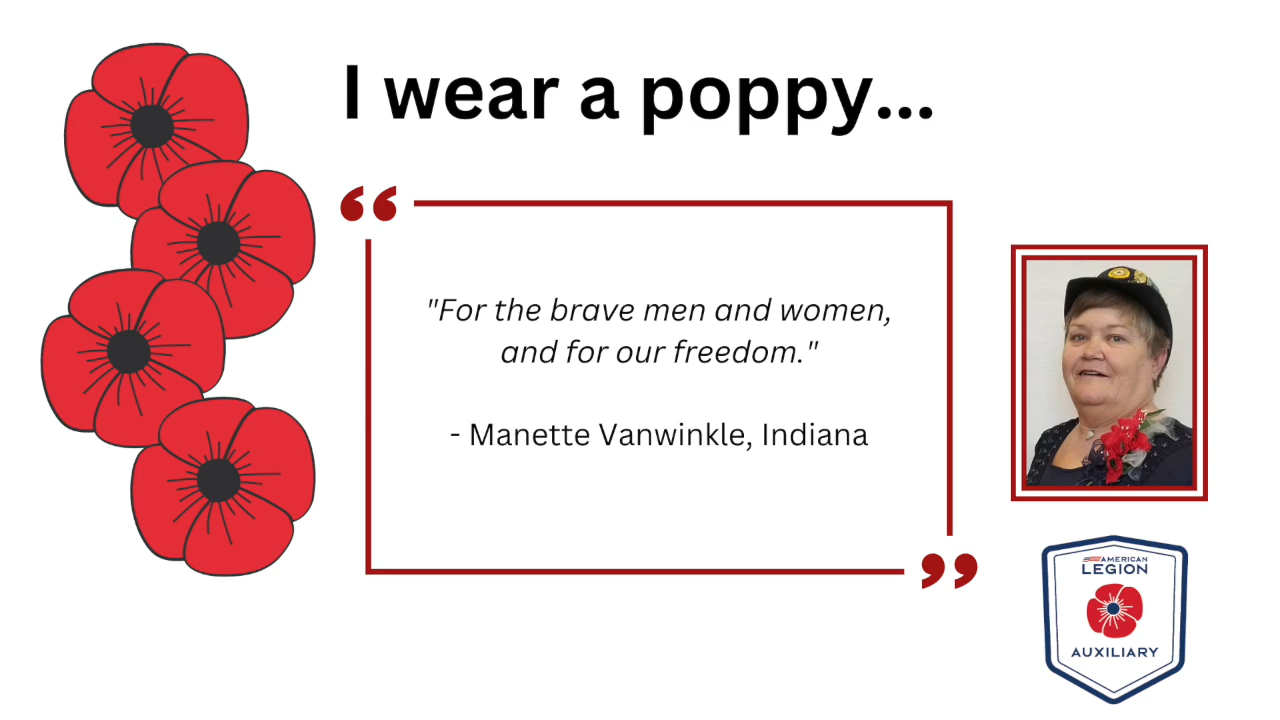 I wear a poppy...
"For the brave men and women,
and for our freedom."
- Manette Vanwinkle, Indiana
AMERICAN
LEGION
AUXILIARY